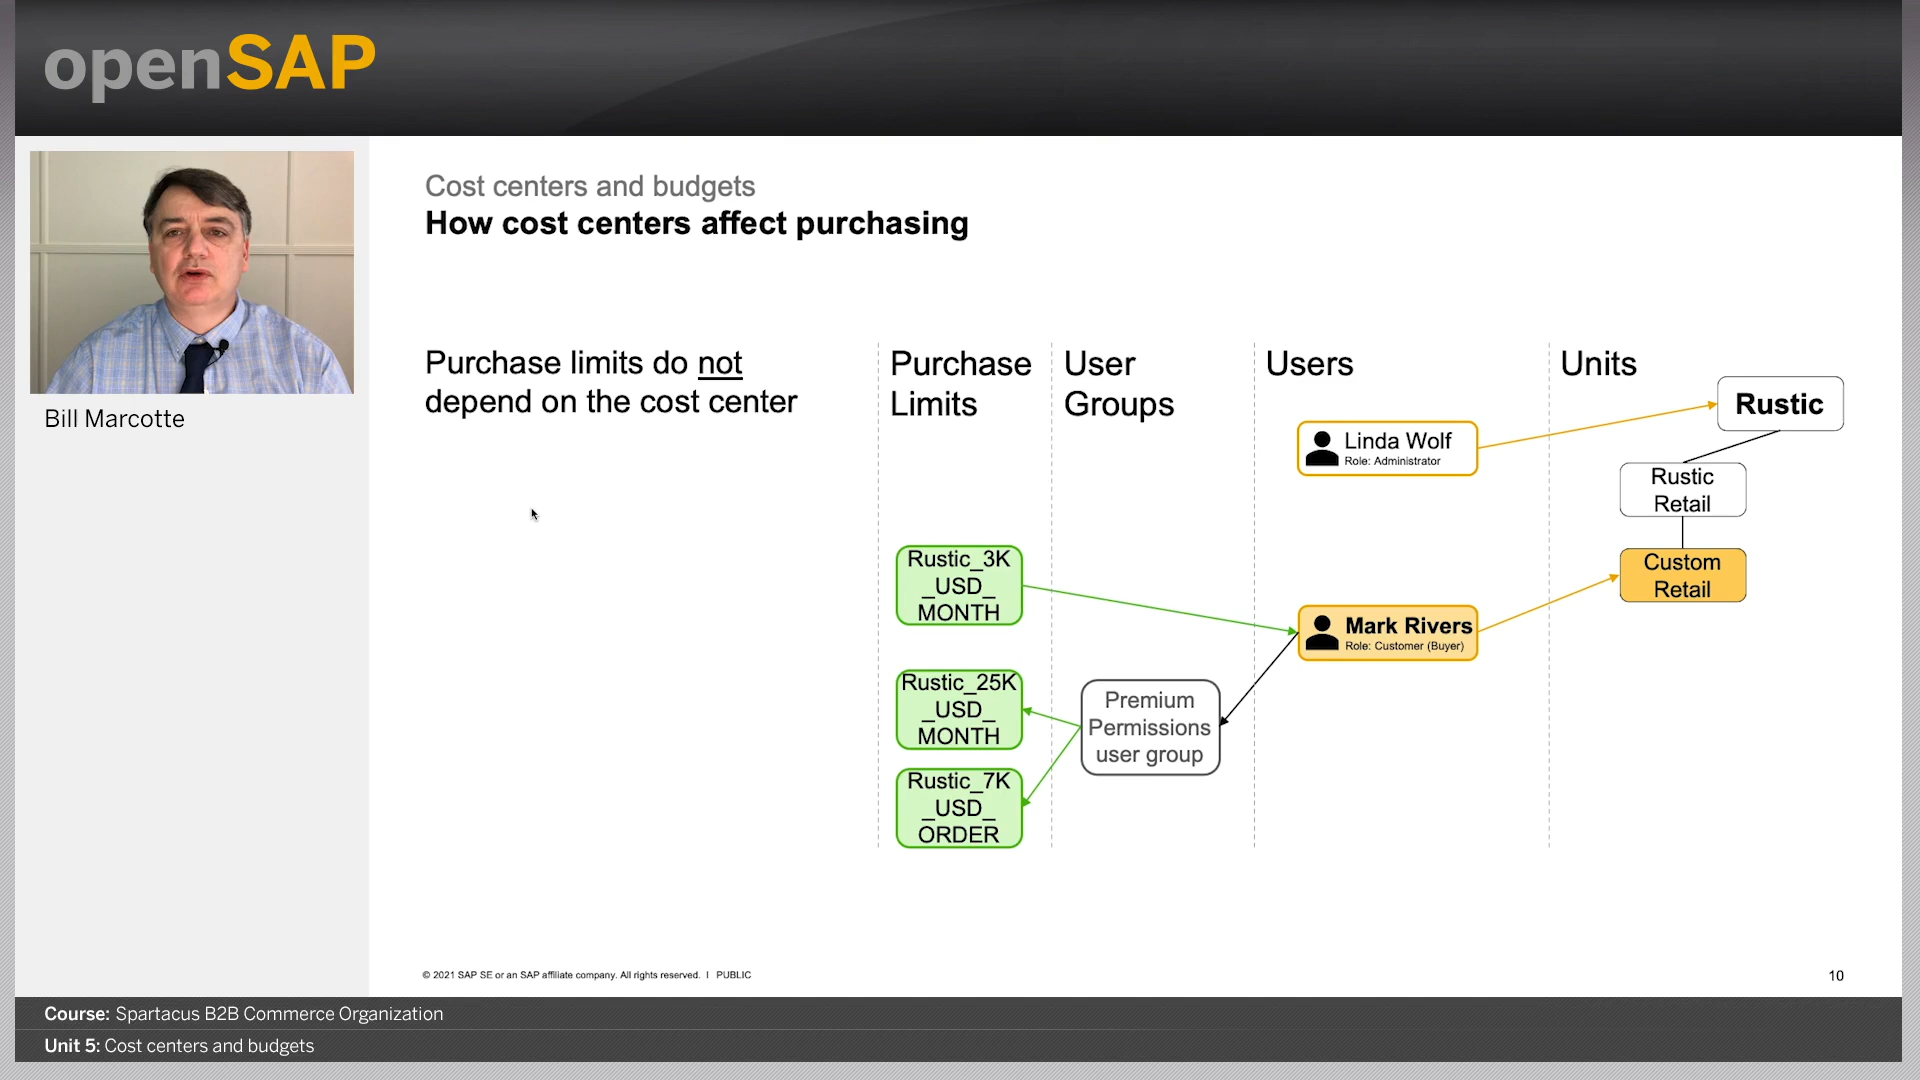 openSAP
Bill Marcotte
Cost centers and budgets
How cost centers affect purchasing
Purchase limits do not
depend on the cost center
Purchase
Limits
User
Groups
Users
Units
Linda Wolf
Role: Administrator
Rustic
Rustic
Retail
Custom
Retail
Rustic_3K
_USD_
MONTH
Mark Rivers
Role: Customer (Buyer)
Rustic_25K
_USD_
MONTH
Premium
Permissions
user group
Rustic_7K
_USD_
ORDER
© 2021 SAP SE or an SAP affiliate company. All rights reserved. I PUBLIC
10
Course: Spartacus B2B Commerce Organization
Unit 5: Cost centers and budgets